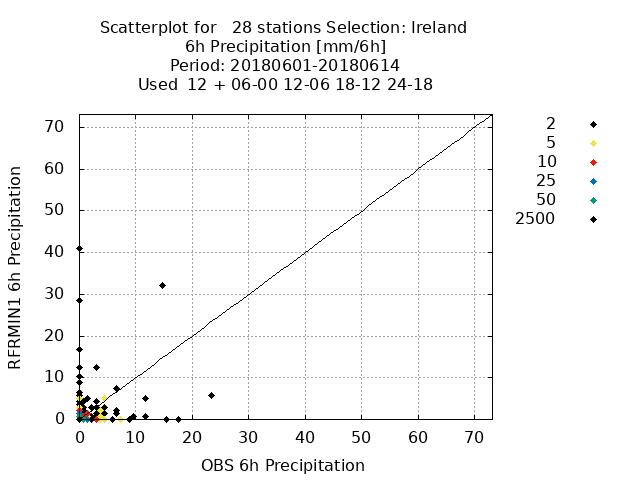 Scatterplot for   28 stations Selection: Ireland
6h Precipitation [mm/6h]
Period: 20180601-20180614
Used  12 + 06-00 12-06 18-12 24-18
2
5
10
25
50
2500
70
60
50
40
30
20
10
0
RFRMIN1 6h Precipitation
0 10 20 30 40 50 60 70
OBS 6h Precipitation